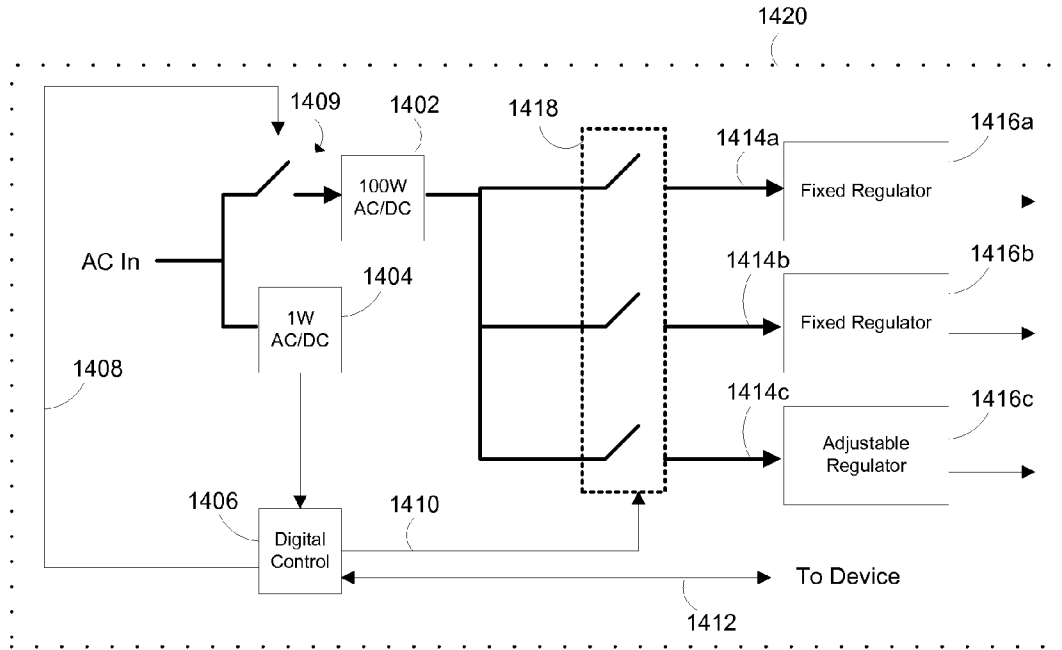 1420
1409
1402
1418
1414a
1416a
100W
AC/DC
Fixed Regulator
AC In
1404
1414b
1416b
1W
AC/DC
Fixed Regulator
1408
1414c
1416c
Adjustable
Regulator
1406
1410
Digital
Control
To Device
1412